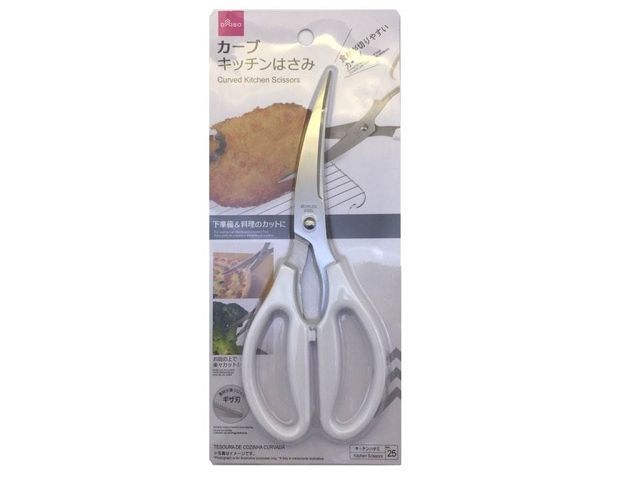 DAISO
カーブ
キッチンはさみ
Curved Kitchen Scissors
食材が切りやすい
下準備&料理のカットに
お皿の上で
楽々カット!
ギザ刃
TESOURA DE COZINHA CURVADA
※写真はイメージです。
キッチンハサミ
Kitchen Scissors
25